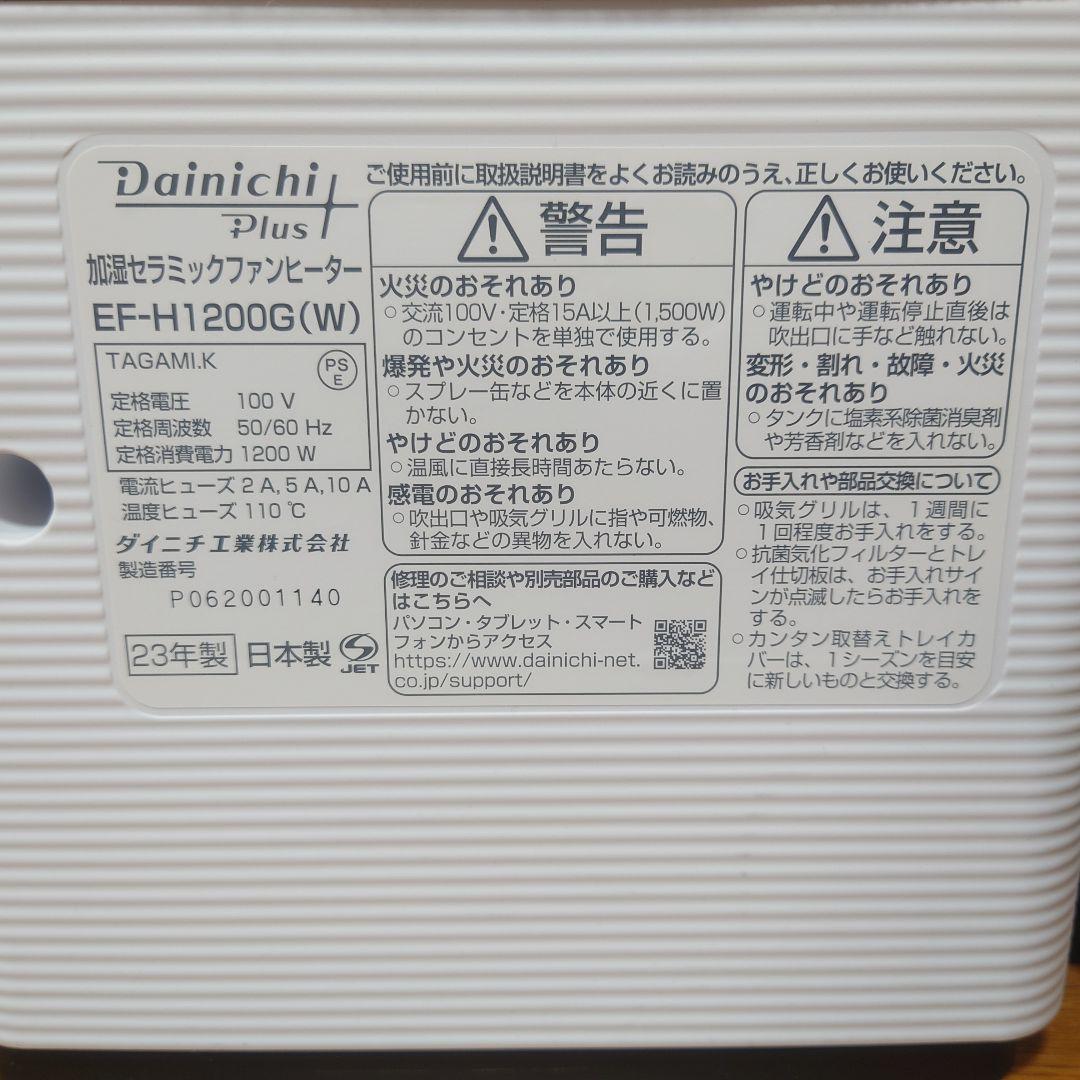 Dainichi
Plus
加湿セラミックファンヒーター
EF-H1200G(W)
TAGAMI.K
PS
E
定格電圧 100 V
定格周波数 50/60 Hz
定格消費電力 1200 W
電流ヒューズ 2 A, 5 A, 10 A
温度ヒューズ 110 ℃
ダイニチ工業株式会社
製造番号
P062001140
23年製 日本製 JET
ご使用前に取扱説明書をよくお読みのうえ、正しくお使いください。
警告
火災のおそれあり
○交流100V・定格15A以上(1,500W)
のコンセントを単独で使用する。
爆発や火災のおそれあり
○スプレー缶などを本体の近くに置
かない。
やけどのおそれあり
○温風に直接長時間あたらない。
感電のおそれあり
○吹出口や吸気グリルに指や可燃物、
針金などの異物を入れない。
修理のご相談や別売部品のご購入など
はこちらへ
パソコン・タブレット・スマート
フォンからアクセス
https://www.dainichi-net.
co.jp/support/
注意
やけどのおそれあり
○運転中や運転停止直後は
吹出口に手など触れない。
変形・割れ・故障・火災
のおそれあり
○タンクに塩素系除菌消臭剤
や芳香剤などを入れない。
お手入れや部品交換について
○吸気グリルは、1週間に
1回程度お手入れをする。
○抗菌気化フィルターとトレ
イ仕切板は、お手入れサイ
ンが点滅したらお手入れを
する。
○カンタン取替えトレイカ
バーは、1シーズンを目安
に新しいものと交換する。